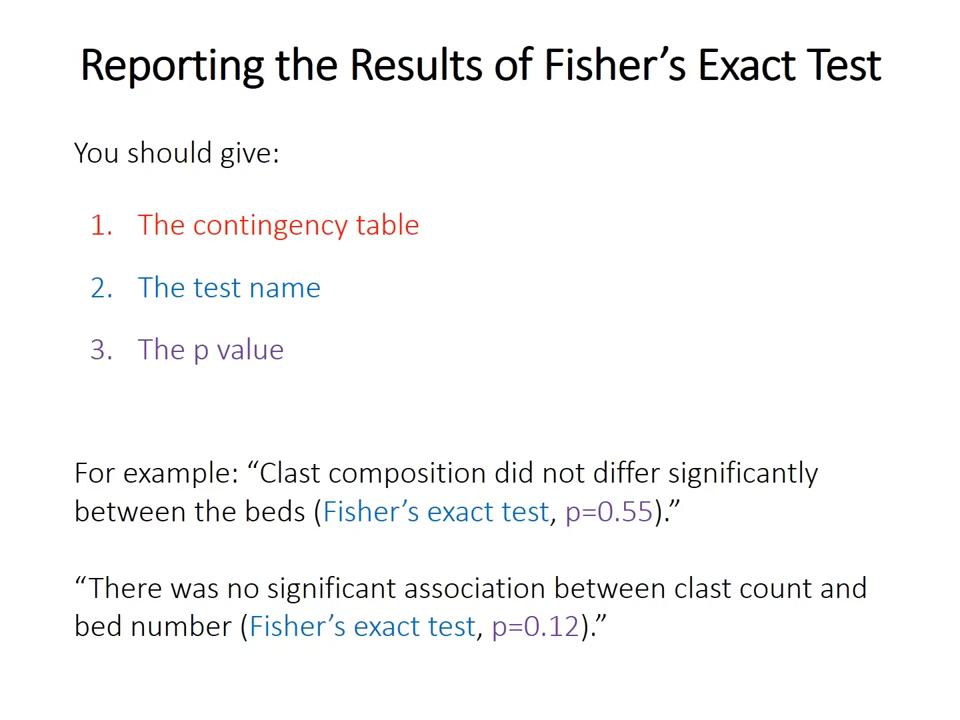 Reporting the Results of Fisher’s Exact Test
You should give:
1. The contingency table
2. The test name
3. The p value
For example: “Clast composition did not differ significantly
between the beds (Fisher’s exact test, p=0.55).”
“There was no significant association between clast count and
bed number (Fisher’s exact test, p=0.12).”